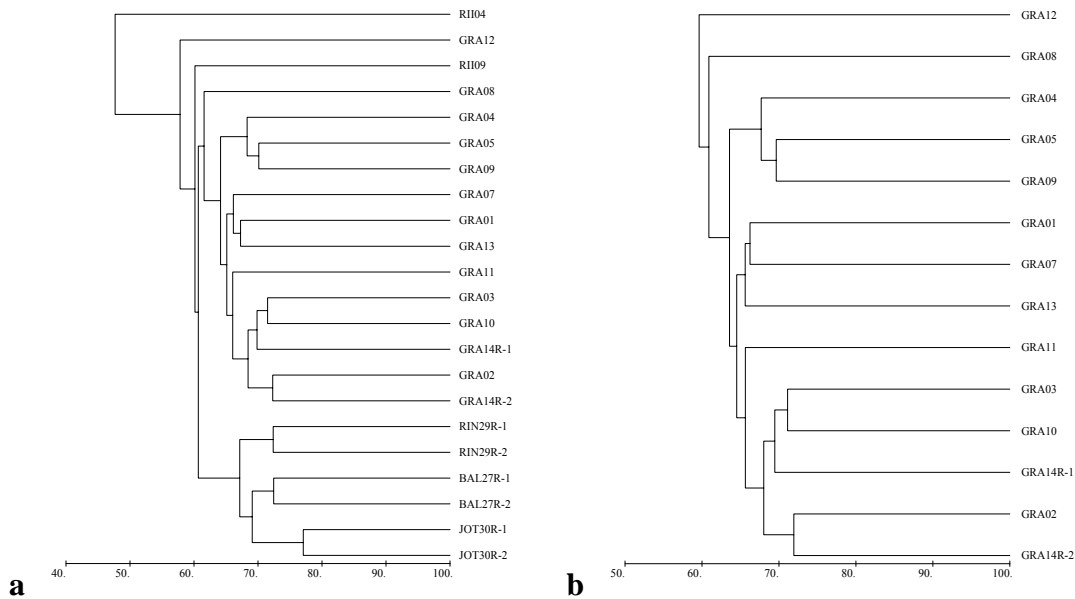 RII04
GRA12
RII09
GRA08
GRA04
GRA05
GRA09
GRA07
GRA01
GRA13
GRA11
GRA03
GRA10
GRA14R-1
GRA02
GRA14R-2
RIN29R-1
RIN29R-2
BAL27R-1
BAL27R-2
JOT30R-1
JOT30R-2
40. 50. 60. 70. 80. 90. 100.
a
GRA12
GRA08
GRA04
GRA05
GRA09
GRA01
GRA07
GRA13
GRA11
GRA03
GRA10
GRA14R-1
GRA02
GRA14R-2
50. 60. 70. 80. 90. 100.
b